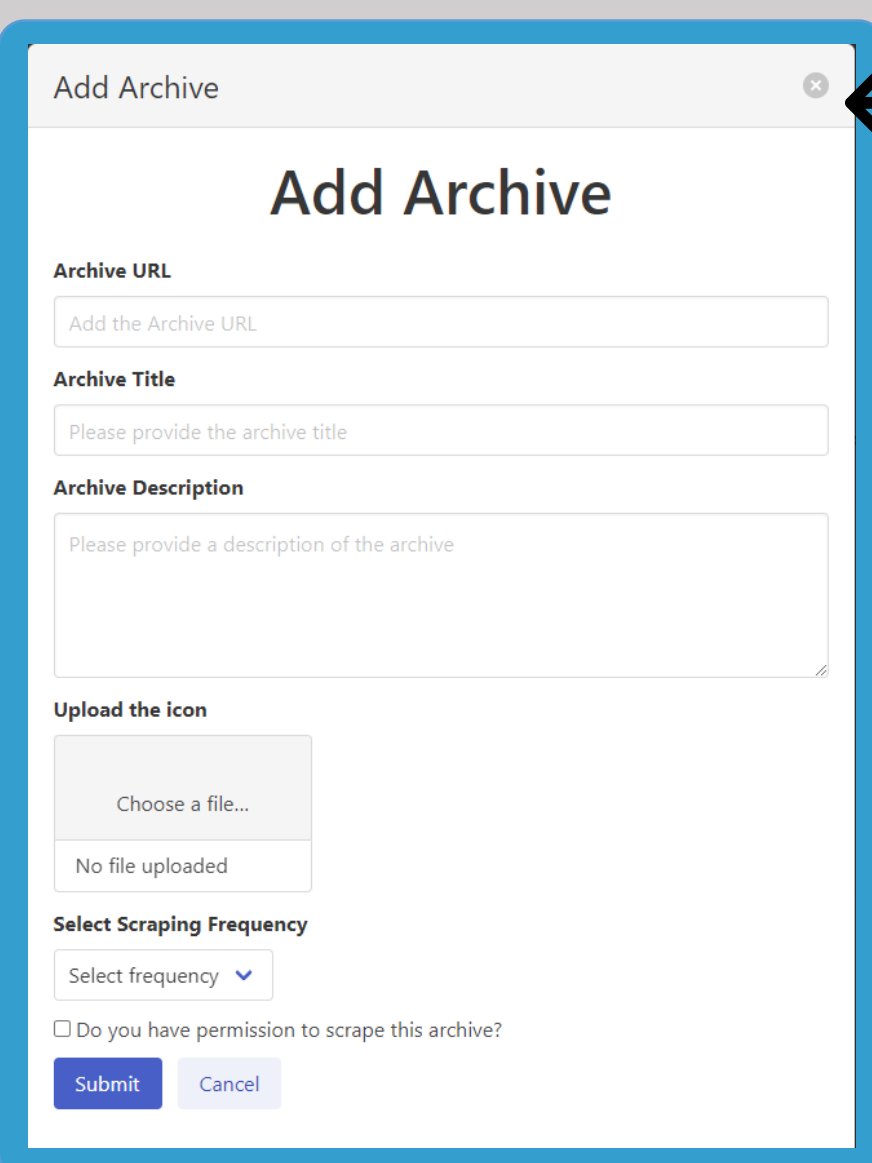 Add Archive
Add Archive
Archive URL
Add the Archive URL
Archive Title
Please provide the archive title
Archive Description
Please provide a description of the archive
Upload the icon
Choose a file...
No file uploaded
Select Scraping Frequency
Select frequency
Do you have permission to scrape this archive?
Submit Cancel